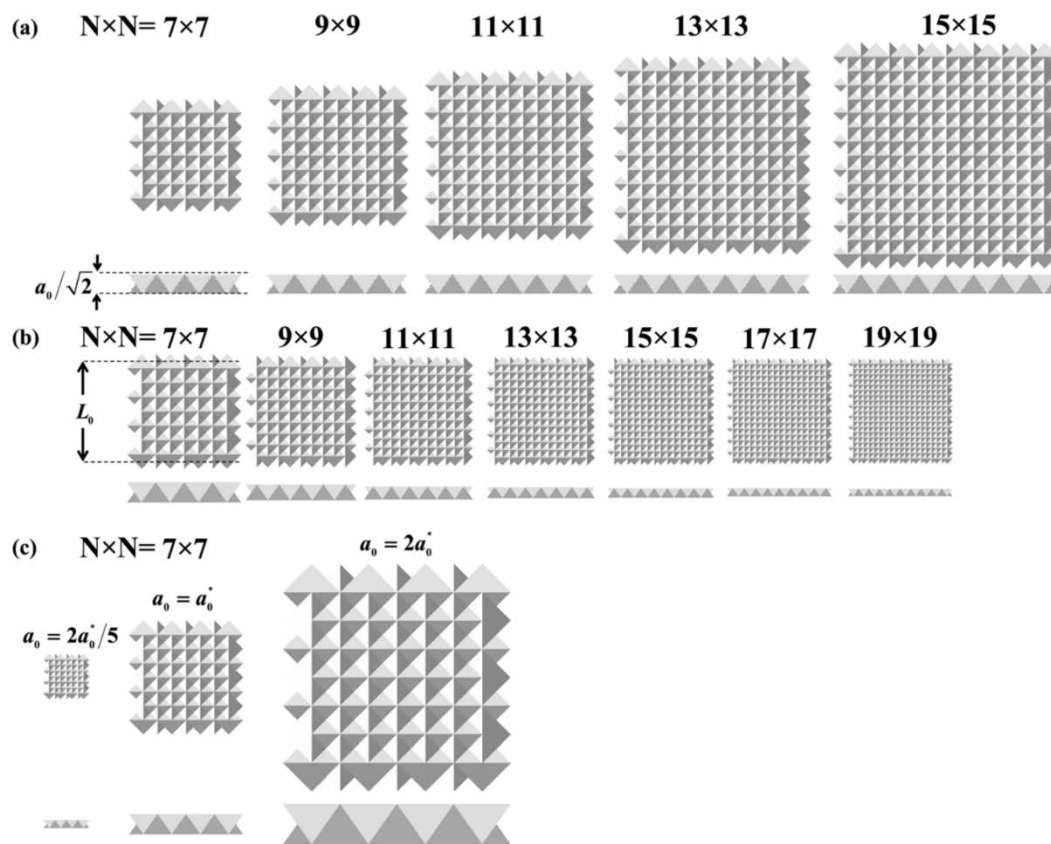 (a) N×N= 7×7 9×9 11×11 13×13 15×15
a₀/√2
(b) N×N= 7×7 9×9 11×11 13×13 15×15 17×17 19×19
L₀
(c) N×N= 7×7
a₀ = 2a₀*
a₀ = a₀*
a₀ = 2a₀*/5